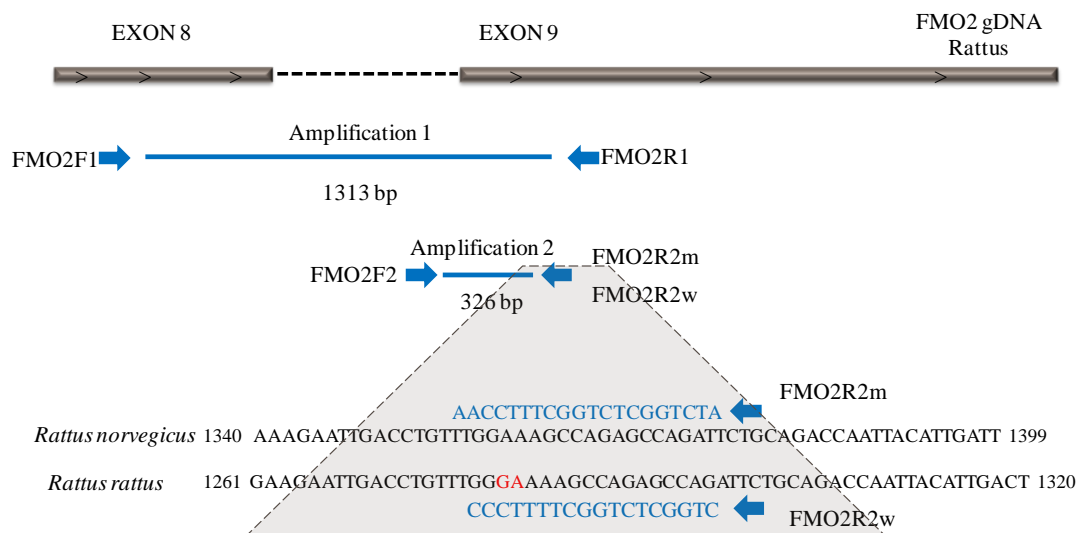 EXON 8
EXON 9
FMO2 gDNA
Rattus
Amplification 1
FMO2F1
FMO2R1
1313 bp
Amplification 2
FMO2R2m
FMO2F2
FMO2R2w
326 bp
FMO2R2m
AACCTTTCGGTCTCGGTCTA
Rattus norvegicus 1340 AAAGAATTGACCTGTTTGGAAAGCCAGAGCCAGATTCTGCAGACCAATTACATTGATT 1399
Rattus rattus 1261 GAAGAATTGACCTGTTTGGGAAAAGCCAGAGCCAGATTCTGCAGACCAATTACATTGACT 1320
CCCTTTTCGGTCTCGGTC
FMO2R2w